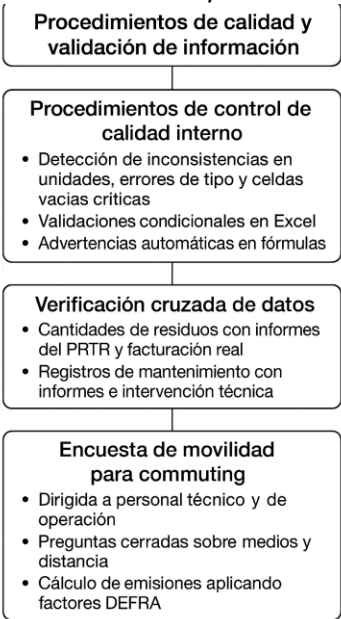 Procedimientos de calidad y
validación de información
Procedimientos de control de
calidad interno
• Detección de inconsistencias en
unidades, errores de tipo y celdas
vacias criticas
• Validaciones condicionales en Excel
• Advertencias automáticas en fórmulas
Verificación cruzada de datos
• Cantidades de residuos con informes
del PRTR y facturación real
• Registros de mantenimiento con
informes e intervención técnica
Encuesta de movilidad
para commuting
• Dirigida a personal técnico y de
operación
• Preguntas cerradas sobre medios y
distancia
• Cálculo de emisiones aplicando
factores DEFRA